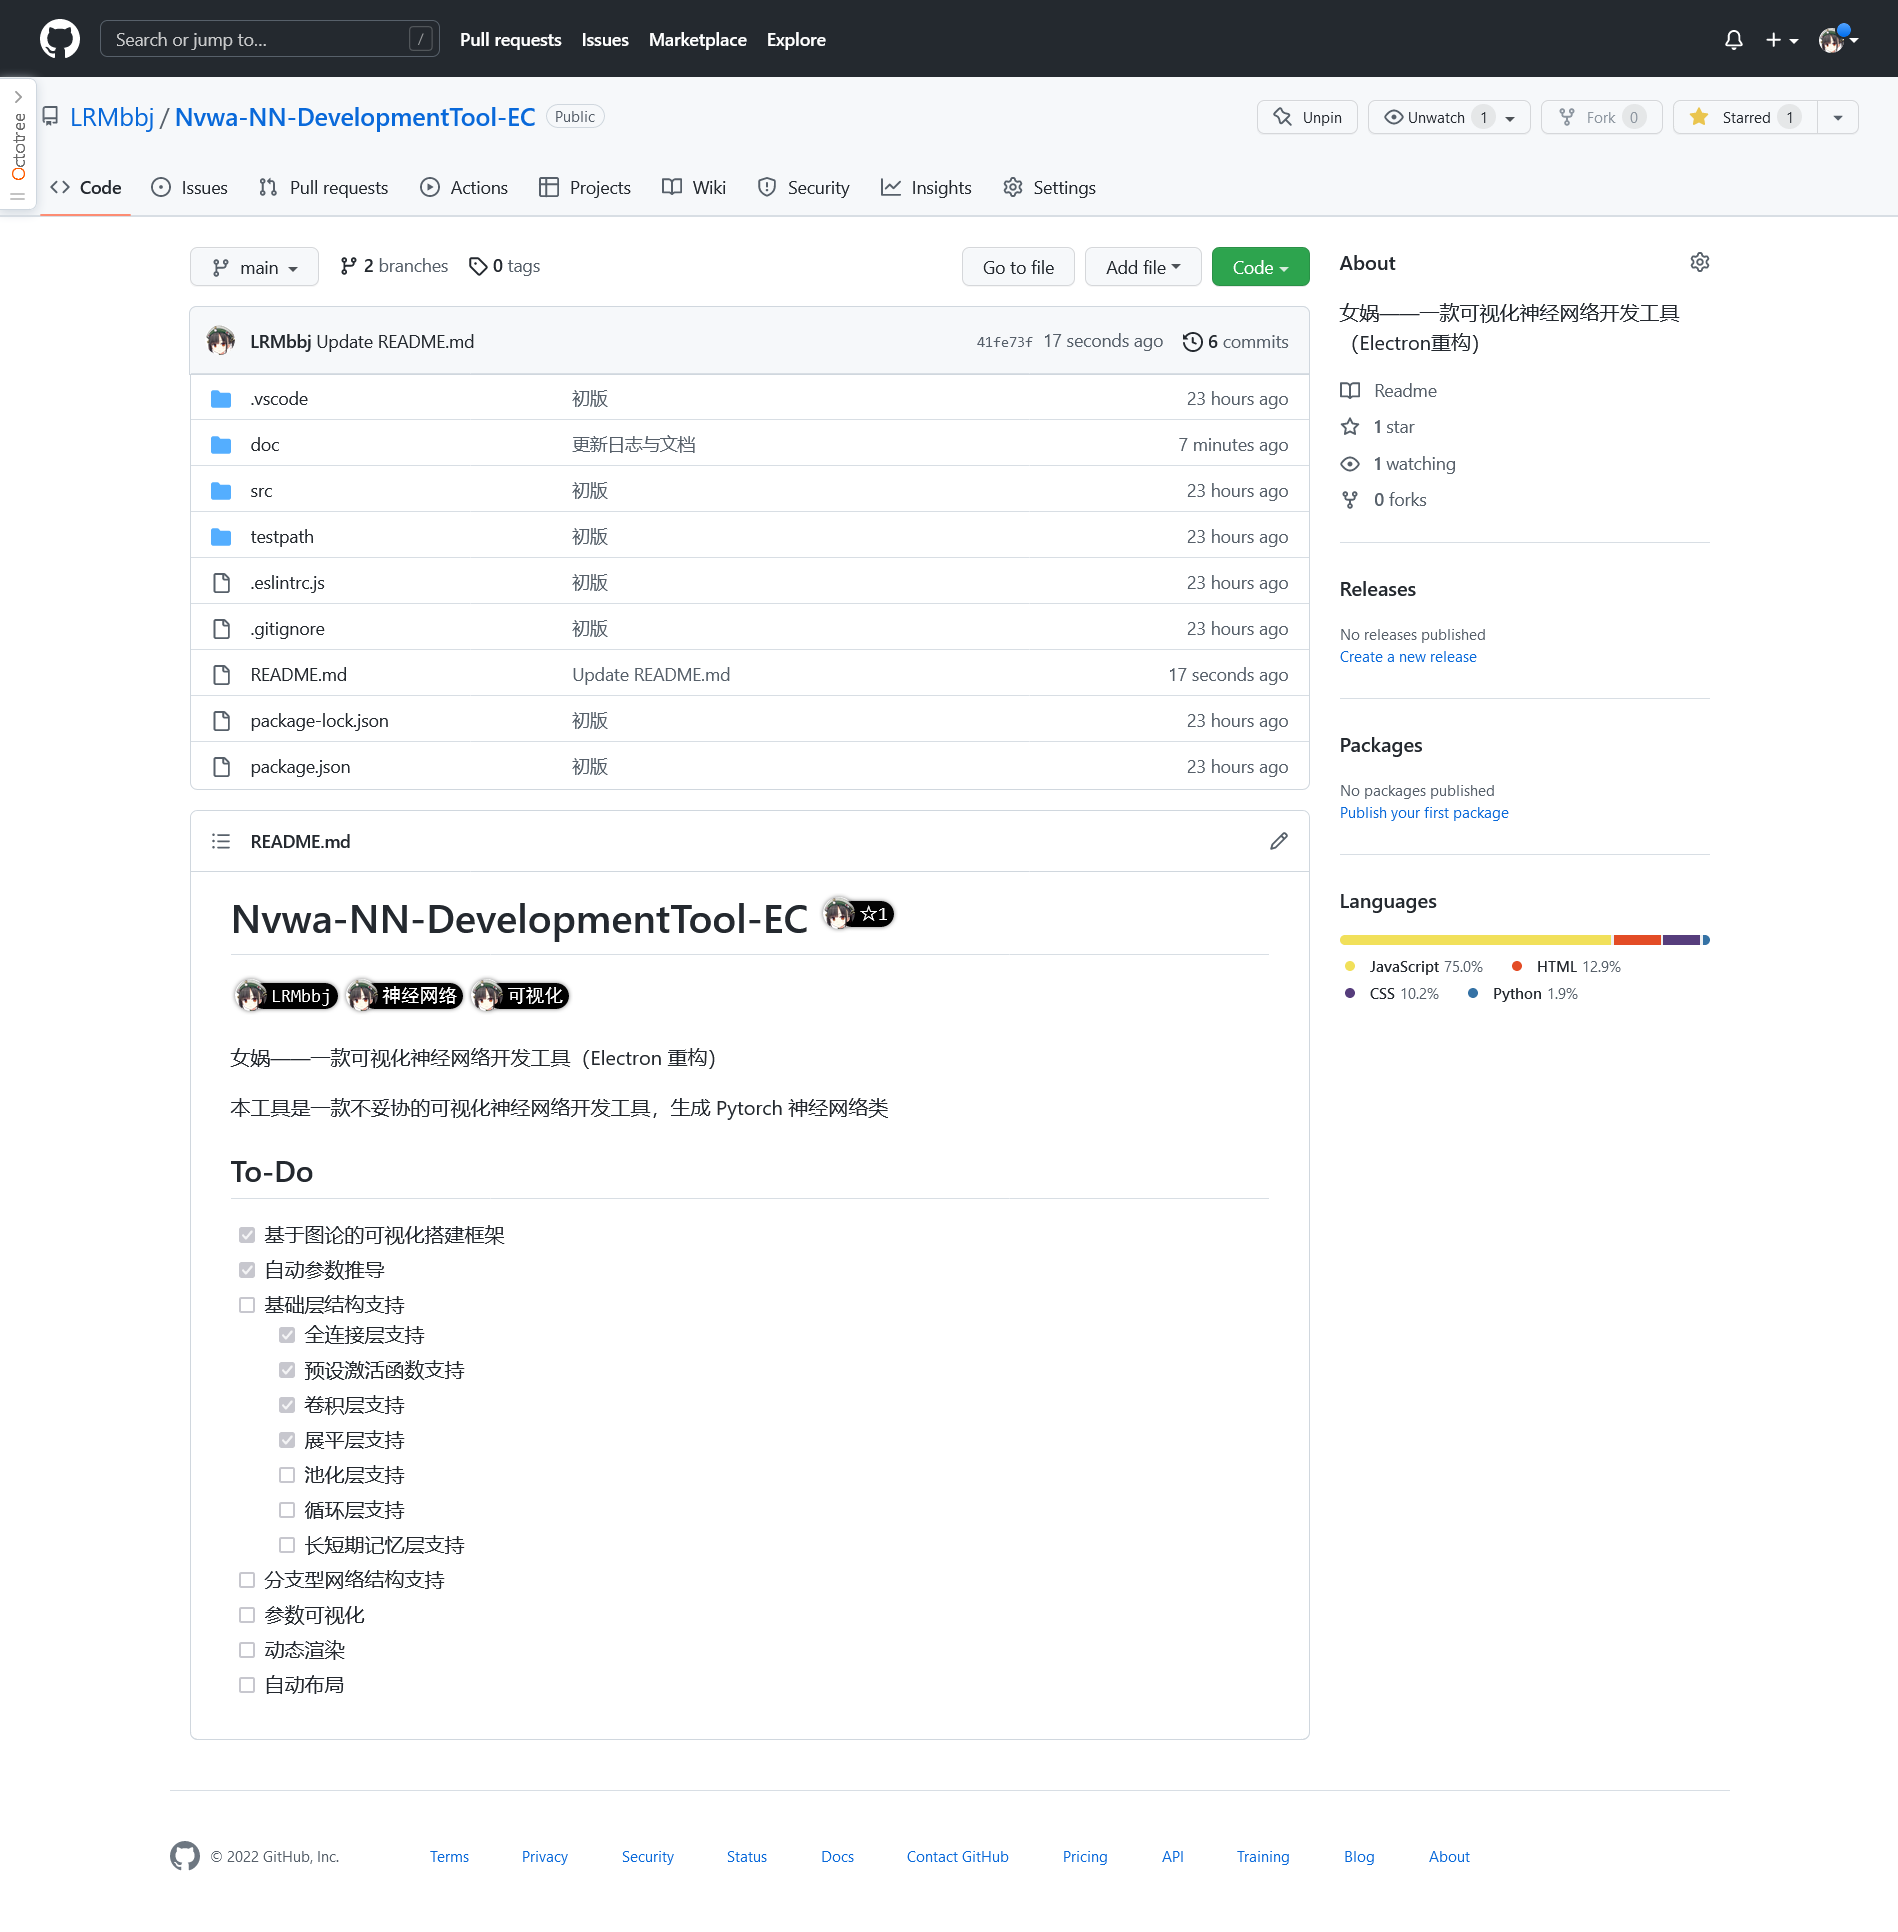 Search or jump to... /
Pull requests Issues Marketplace Explore
Octotree
LRMbbj / Nvwa-NN-DevelopmentTool-EC Public
Unpin Unwatch 1 Fork 0 Starred 1
Code Issues Pull requests Actions Projects Wiki Security Insights Settings
main 2 branches 0 tags
Go to file Add file Code
LRMbbj Update README.md 41fe73f 17 seconds ago 6 commits
.vscode 初版 23 hours ago
doc 更新日志与文档 7 minutes ago
src 初版 23 hours ago
testpath 初版 23 hours ago
.eslintrc.js 初版 23 hours ago
.gitignore 初版 23 hours ago
README.md Update README.md 17 seconds ago
package-lock.json 初版 23 hours ago
package.json 初版 23 hours ago
README.md
Nvwa-NN-DevelopmentTool-EC ☆1
LRMbbj 神经网络 可视化
女娲——一款可视化神经网络开发工具（Electron 重构）
本工具是一款不妥协的可视化神经网络开发工具，生成 Pytorch 神经网络类
To-Do
基于图论的可视化搭建框架
自动参数推导
基础层结构支持
全连接层支持
预设激活函数支持
卷积层支持
展平层支持
池化层支持
循环层支持
长短期记忆层支持
分支型网络结构支持
参数可视化
动态渲染
自动布局
About
女娲——一款可视化神经网络开发工具
（Electron重构）
Readme
1 star
1 watching
0 forks
Releases
No releases published
Create a new release
Packages
No packages published
Publish your first package
Languages
JavaScript 75.0% HTML 12.9%
CSS 10.2% Python 1.9%
© 2022 GitHub, Inc. Terms Privacy Security Status Docs Contact GitHub Pricing API Training Blog About